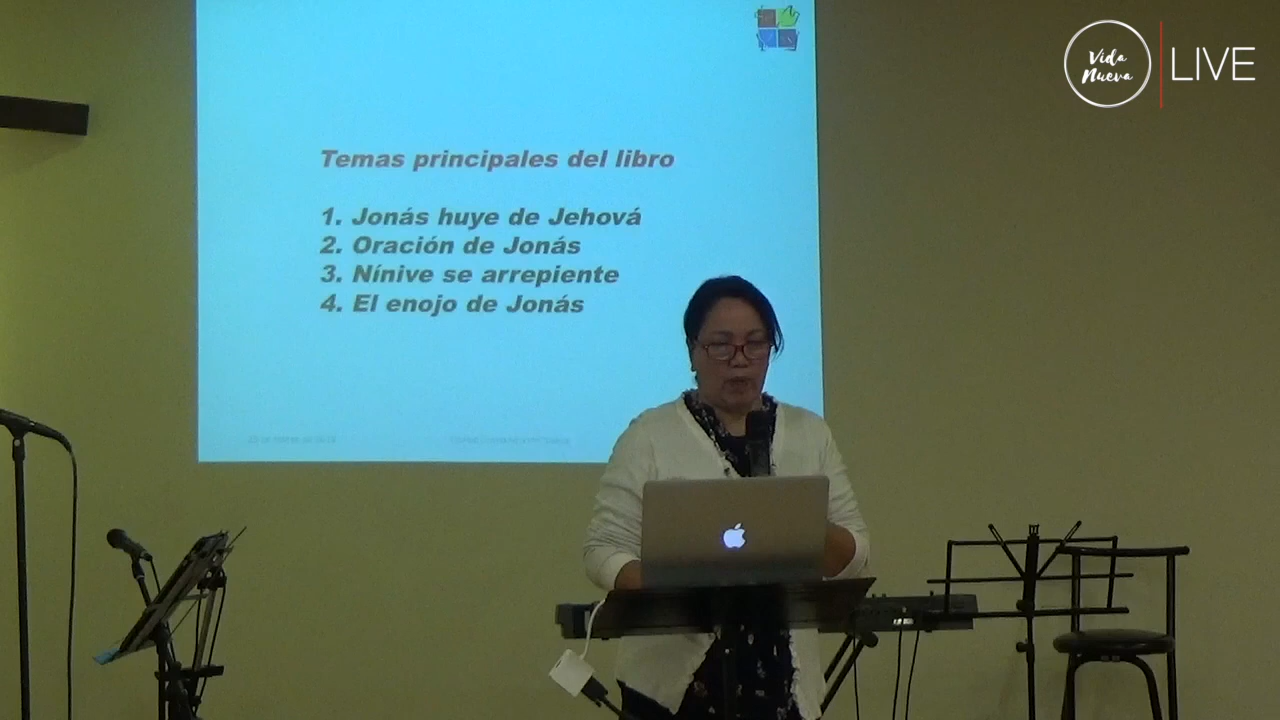 Temas principales del libro
1. Jonás huye de Jehová
2. Oración de Jonás
3. Nínive se arrepiente
4. El enojo de Jonás
Vida
Nueva
LIVE